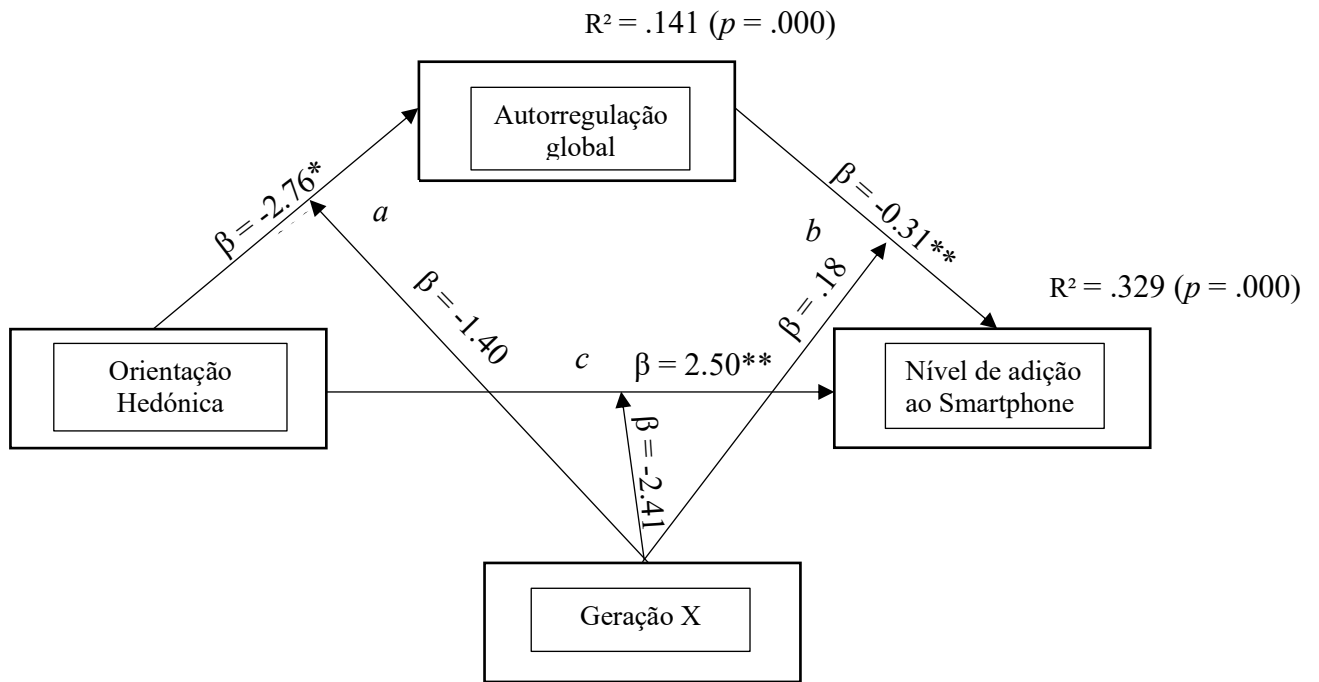 R² = .141 (p = .000)
Autorregulação
global
β = -2.76*
a
b
β = -0.31**
β = -1.40
β = .18
R² = .329 (p = .000)
Orientação
Hedónica
c
β = 2.50**
Nível de adição
ao Smartphone
β = -2.41
Geração X